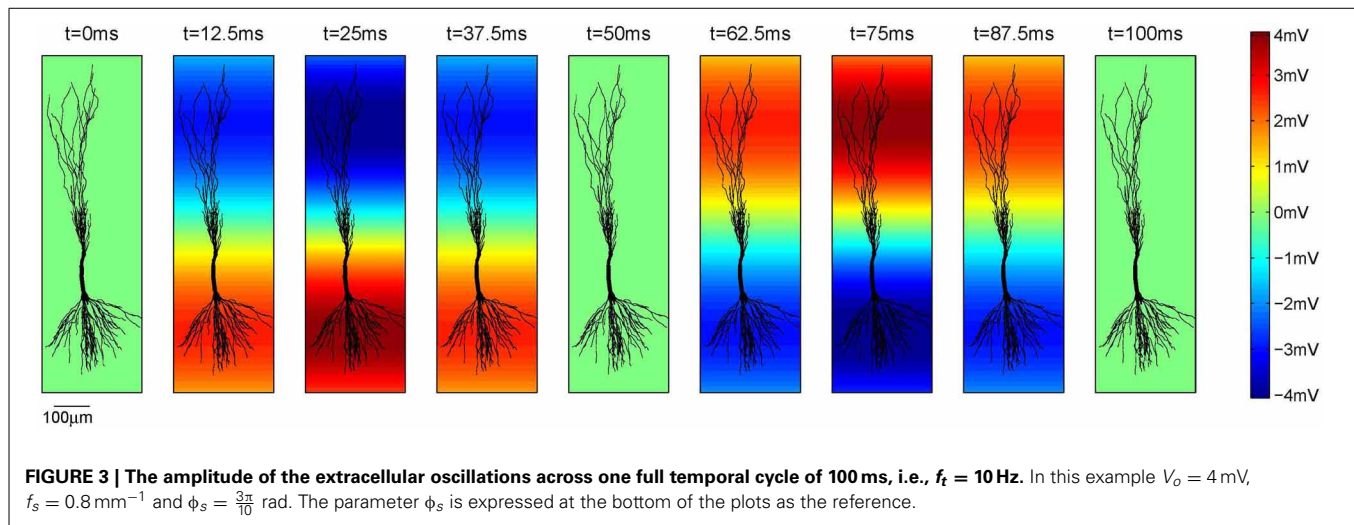 t=0ms t=12.5ms t=25ms t=37.5ms t=50ms t=62.5ms t=75ms t=87.5ms t=100ms
4mV
3mV
2mV
1mV
0mV
−1mV
−2mV
−3mV
−4mV
100μm
FIGURE 3 | The amplitude of the extracellular oscillations across one full temporal cycle of 100 ms, i.e., f_t = 10 Hz. In this example V_o = 4 mV,
f_s = 0.8 mm⁻¹ and ϕ_s = 3π/10 rad. The parameter ϕ_s is expressed at the bottom of the plots as the reference.